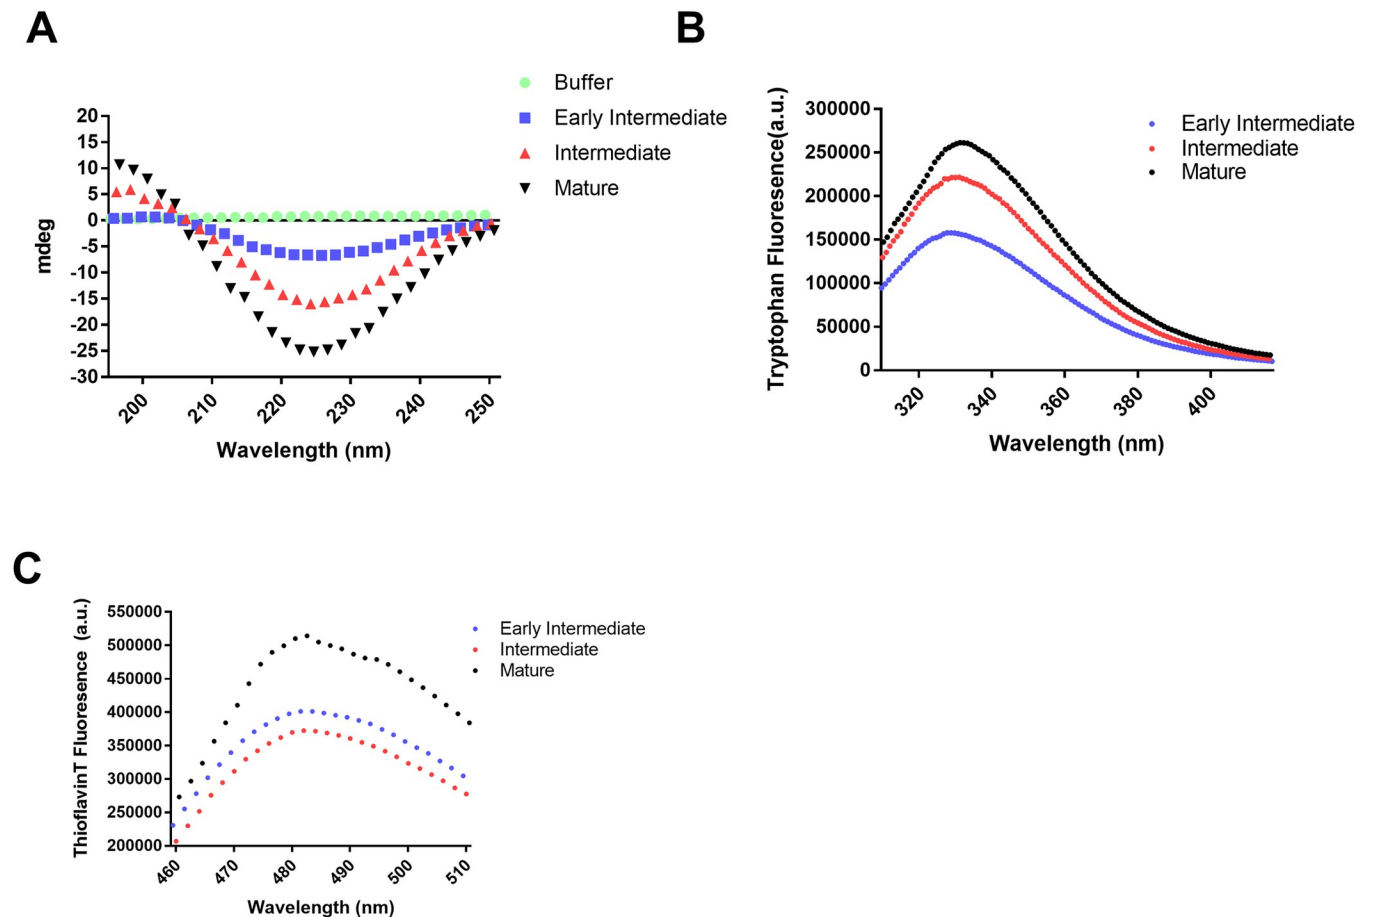 A
Buffer
Early Intermediate
Intermediate
Mature
20
15
10
5
0
-5
-10
-15
-20
-25
-30
mdeg
200
210
220
230
240
250
Wavelength (nm)
B
Early Intermediate
Intermediate
Mature
300000
250000
200000
150000
100000
50000
0
Tryptophan Fluoresence(a.u.)
320
340
360
380
400
Wavelength (nm)
C
Early Intermediate
Intermediate
Mature
550000
500000
450000
400000
350000
300000
250000
200000
ThioflavinT Fluoresence (a.u.)
460
470
480
490
500
510
Wavelength (nm)